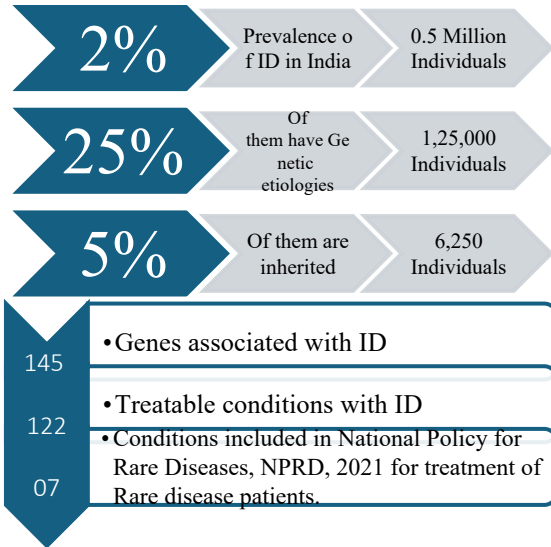 2%
Prevalence o
f ID in India
0.5 Million
Individuals
25%
Of
them have Ge
netic
etiologies
1,25,000
Individuals
5%
Of them are
inherited
6,250
Individuals
145
•Genes associated with ID
122
•Treatable conditions with ID
07
•Conditions included in National Policy for
Rare Diseases, NPRD, 2021 for treatment of
Rare disease patients.